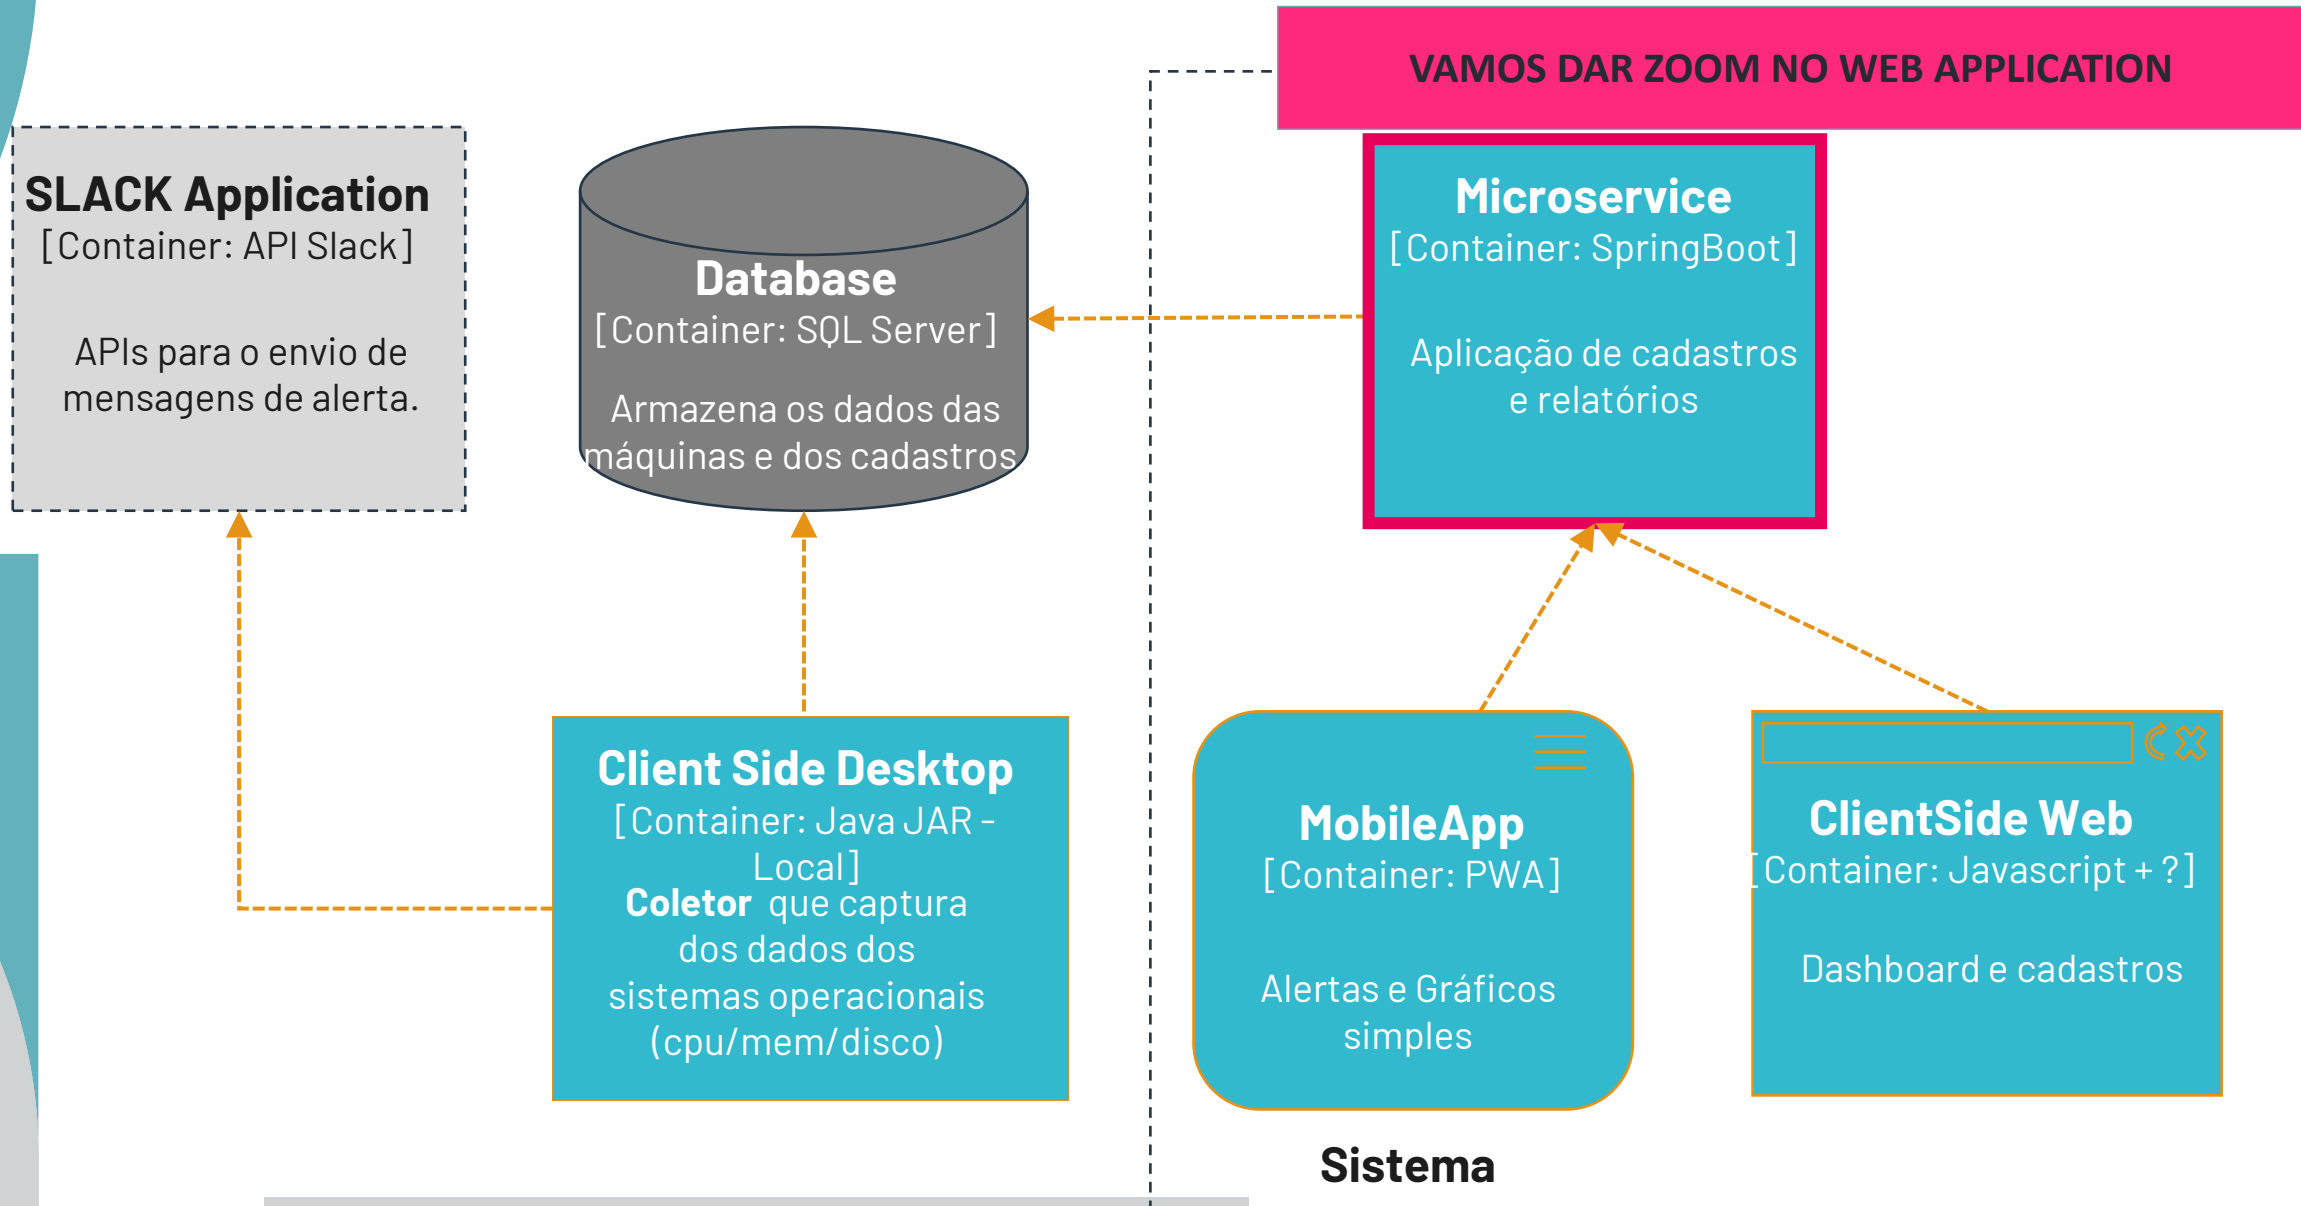 VAMOS DAR ZOOM NO WEB APPLICATION
SLACK Application
[Container: API Slack]
APIs para o envio de
mensagens de alerta.
Database
[Container: SQL Server]
Armazena os dados das
máquinas e dos cadastros
Microservice
[Container: SpringBoot]
Aplicação de cadastros
e relatórios
Client Side Desktop
[Container: Java JAR -
Local]
Coletor que captura
dos dados dos
sistemas operacionais
(cpu/mem/disco)
MobileApp
[Container: PWA]
Alertas e Gráficos
simples
ClientSide Web
[Container: Javascript + ?]
Dashboard e cadastros
Sistema